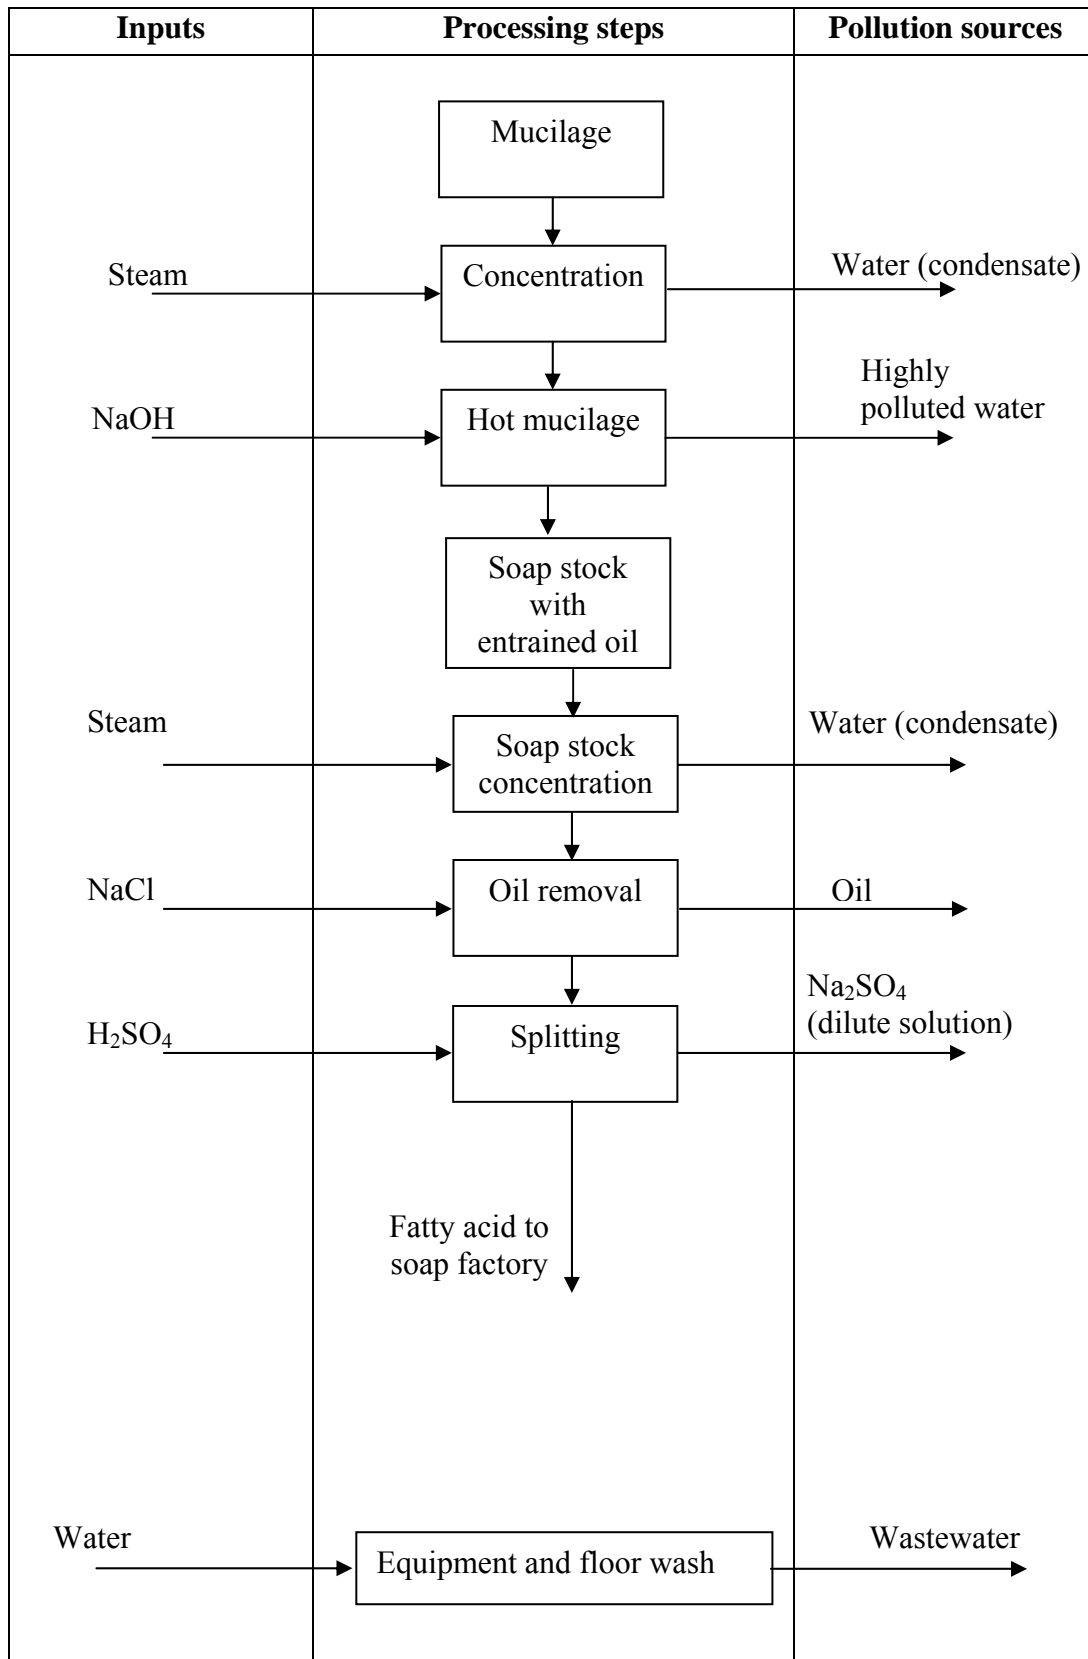 Inputs
Processing steps
Pollution sources
Mucilage
Steam
Concentration
Water (condensate)
NaOH
Hot mucilage
Highly
polluted water
Soap stock
with
entrained oil
Steam
Soap stock
concentration
Water (condensate)
NaCl
Oil removal
Oil
H₂SO₄
Splitting
Na₂SO₄
(dilute solution)
Fatty acid to
soap factory
Water
Equipment and floor wash
Wastewater